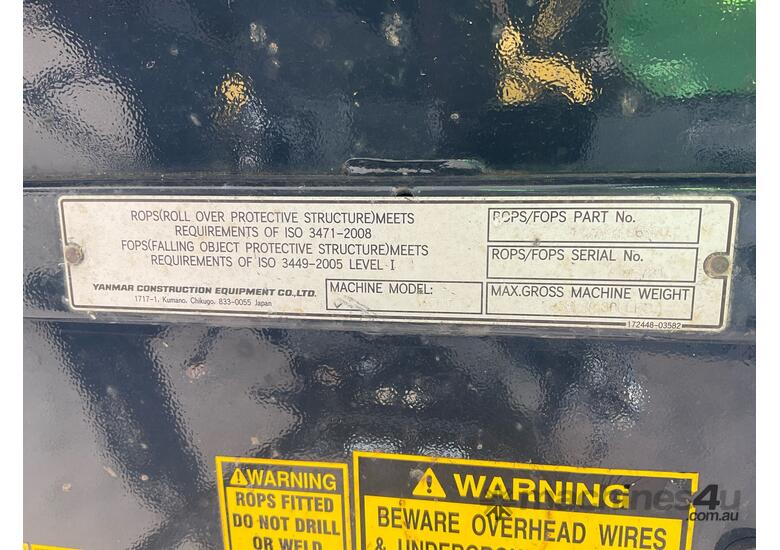 ROPS(ROLL OVER PROTECTIVE STRUCTURE)MEETS
REQUIREMENTS OF ISO 3471-2008
FOPS(FALLING OBJECT PROTECTIVE STRUCTURE)MEETS
REQUIREMENTS OF ISO 3449-2005 LEVEL I
YANMAR CONSTRUCTION EQUIPMENT CO.,LTD.
1717-1, Kumano, Chikugo, 833-0055 Japan
MACHINE MODEL:
ROPS/FOPS PART No.
ROPS/FOPS SERIAL No.
MAX.GROSS MACHINE WEIGHT
172448-03582
WARNING
ROPS FITTED
DO NOT DRILL
OR WELD
WARNING
BEWARE OVERHEAD WIRES
machines4u
.com.au